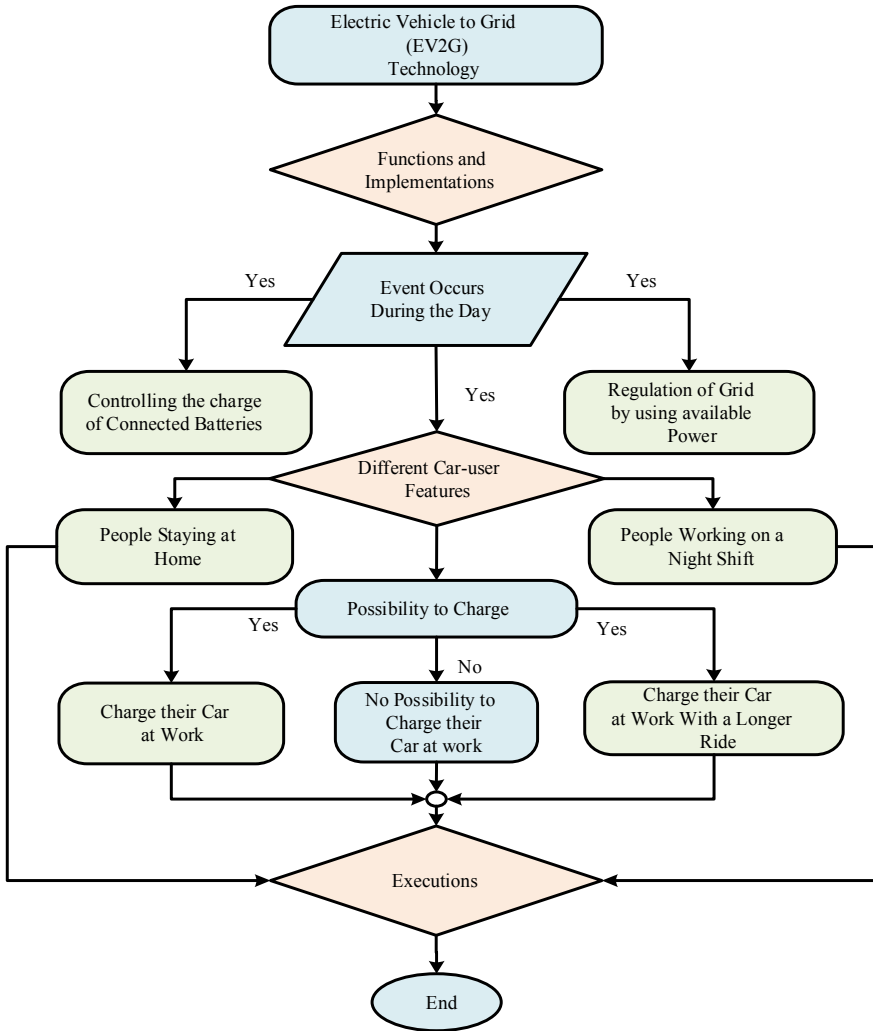 Electric Vehicle to Grid
(EV2G)
Technology
Functions and
Implementations
Yes
Event Occurs
During the Day
Yes
Controlling the charge
of Connected Batteries
Yes
Regulation of Grid
by using available
Power
Different Car-user
Features
People Staying at
Home
People Working on a
Night Shift
Possibility to Charge
Yes
Yes
No
Charge their Car
at Work
No Possibility to
Charge their
Car at work
Charge their Car
at Work With a Longer
Ride
Executions
End